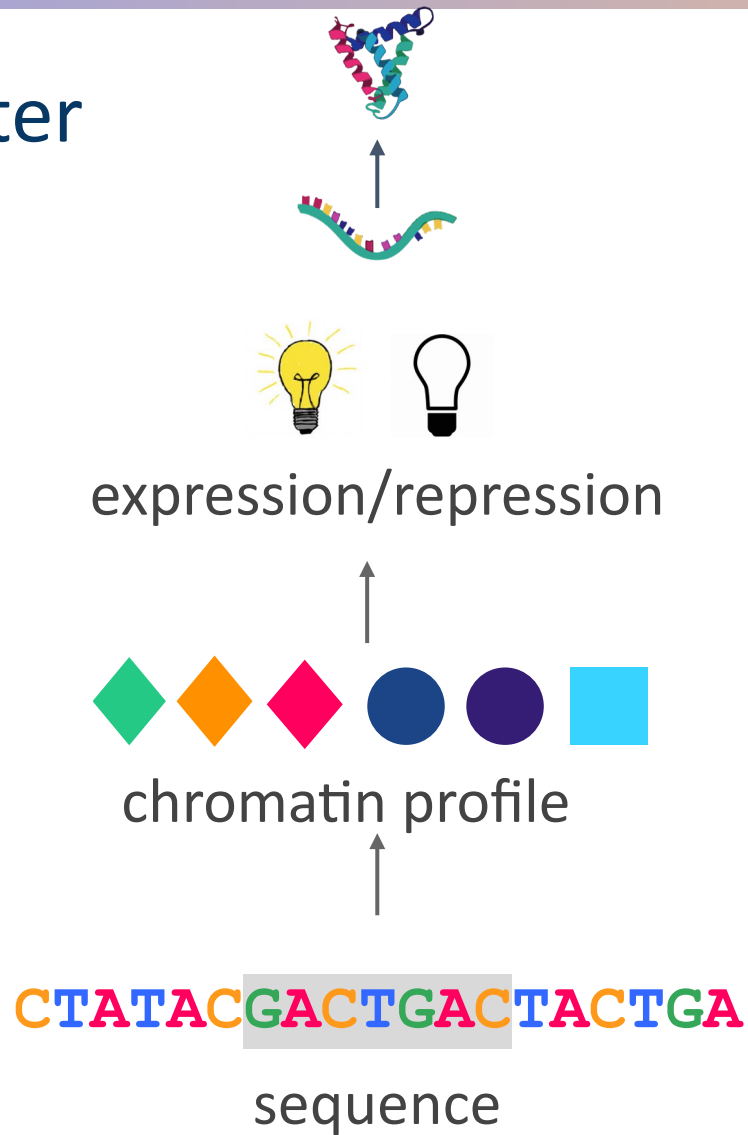 ter
expression/repression
chromatin profile
CTATACGACTGACTACTGA
sequence